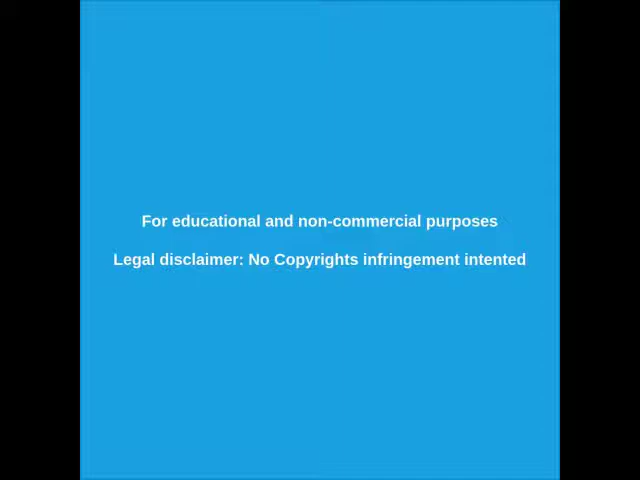 For educational and non-commercial purposes
Legal disclaimer: No Copyrights infringement intented